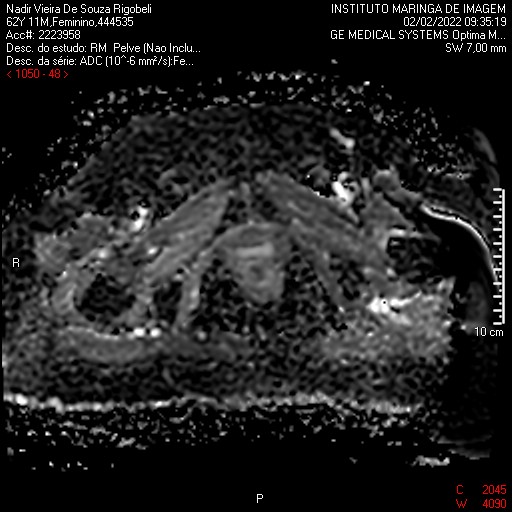 Nadir Vieira De Souza Rigobeli
62Y 11M,Feminino,444535
Acc#: 2223958
Desc. do estudo: RM  Pelve (Nao Inclu...
Desc. da série: ADC (10^-6 mm²/s):Fe...
< 1050 - 48 >
INSTITUTO MARINGA DE IMAGEM
02/02/2022 09:35:19
GE MEDICAL SYSTEMS Optima M...
SW 7,00 mm
R
10 cm
P
C 2045
W 4090